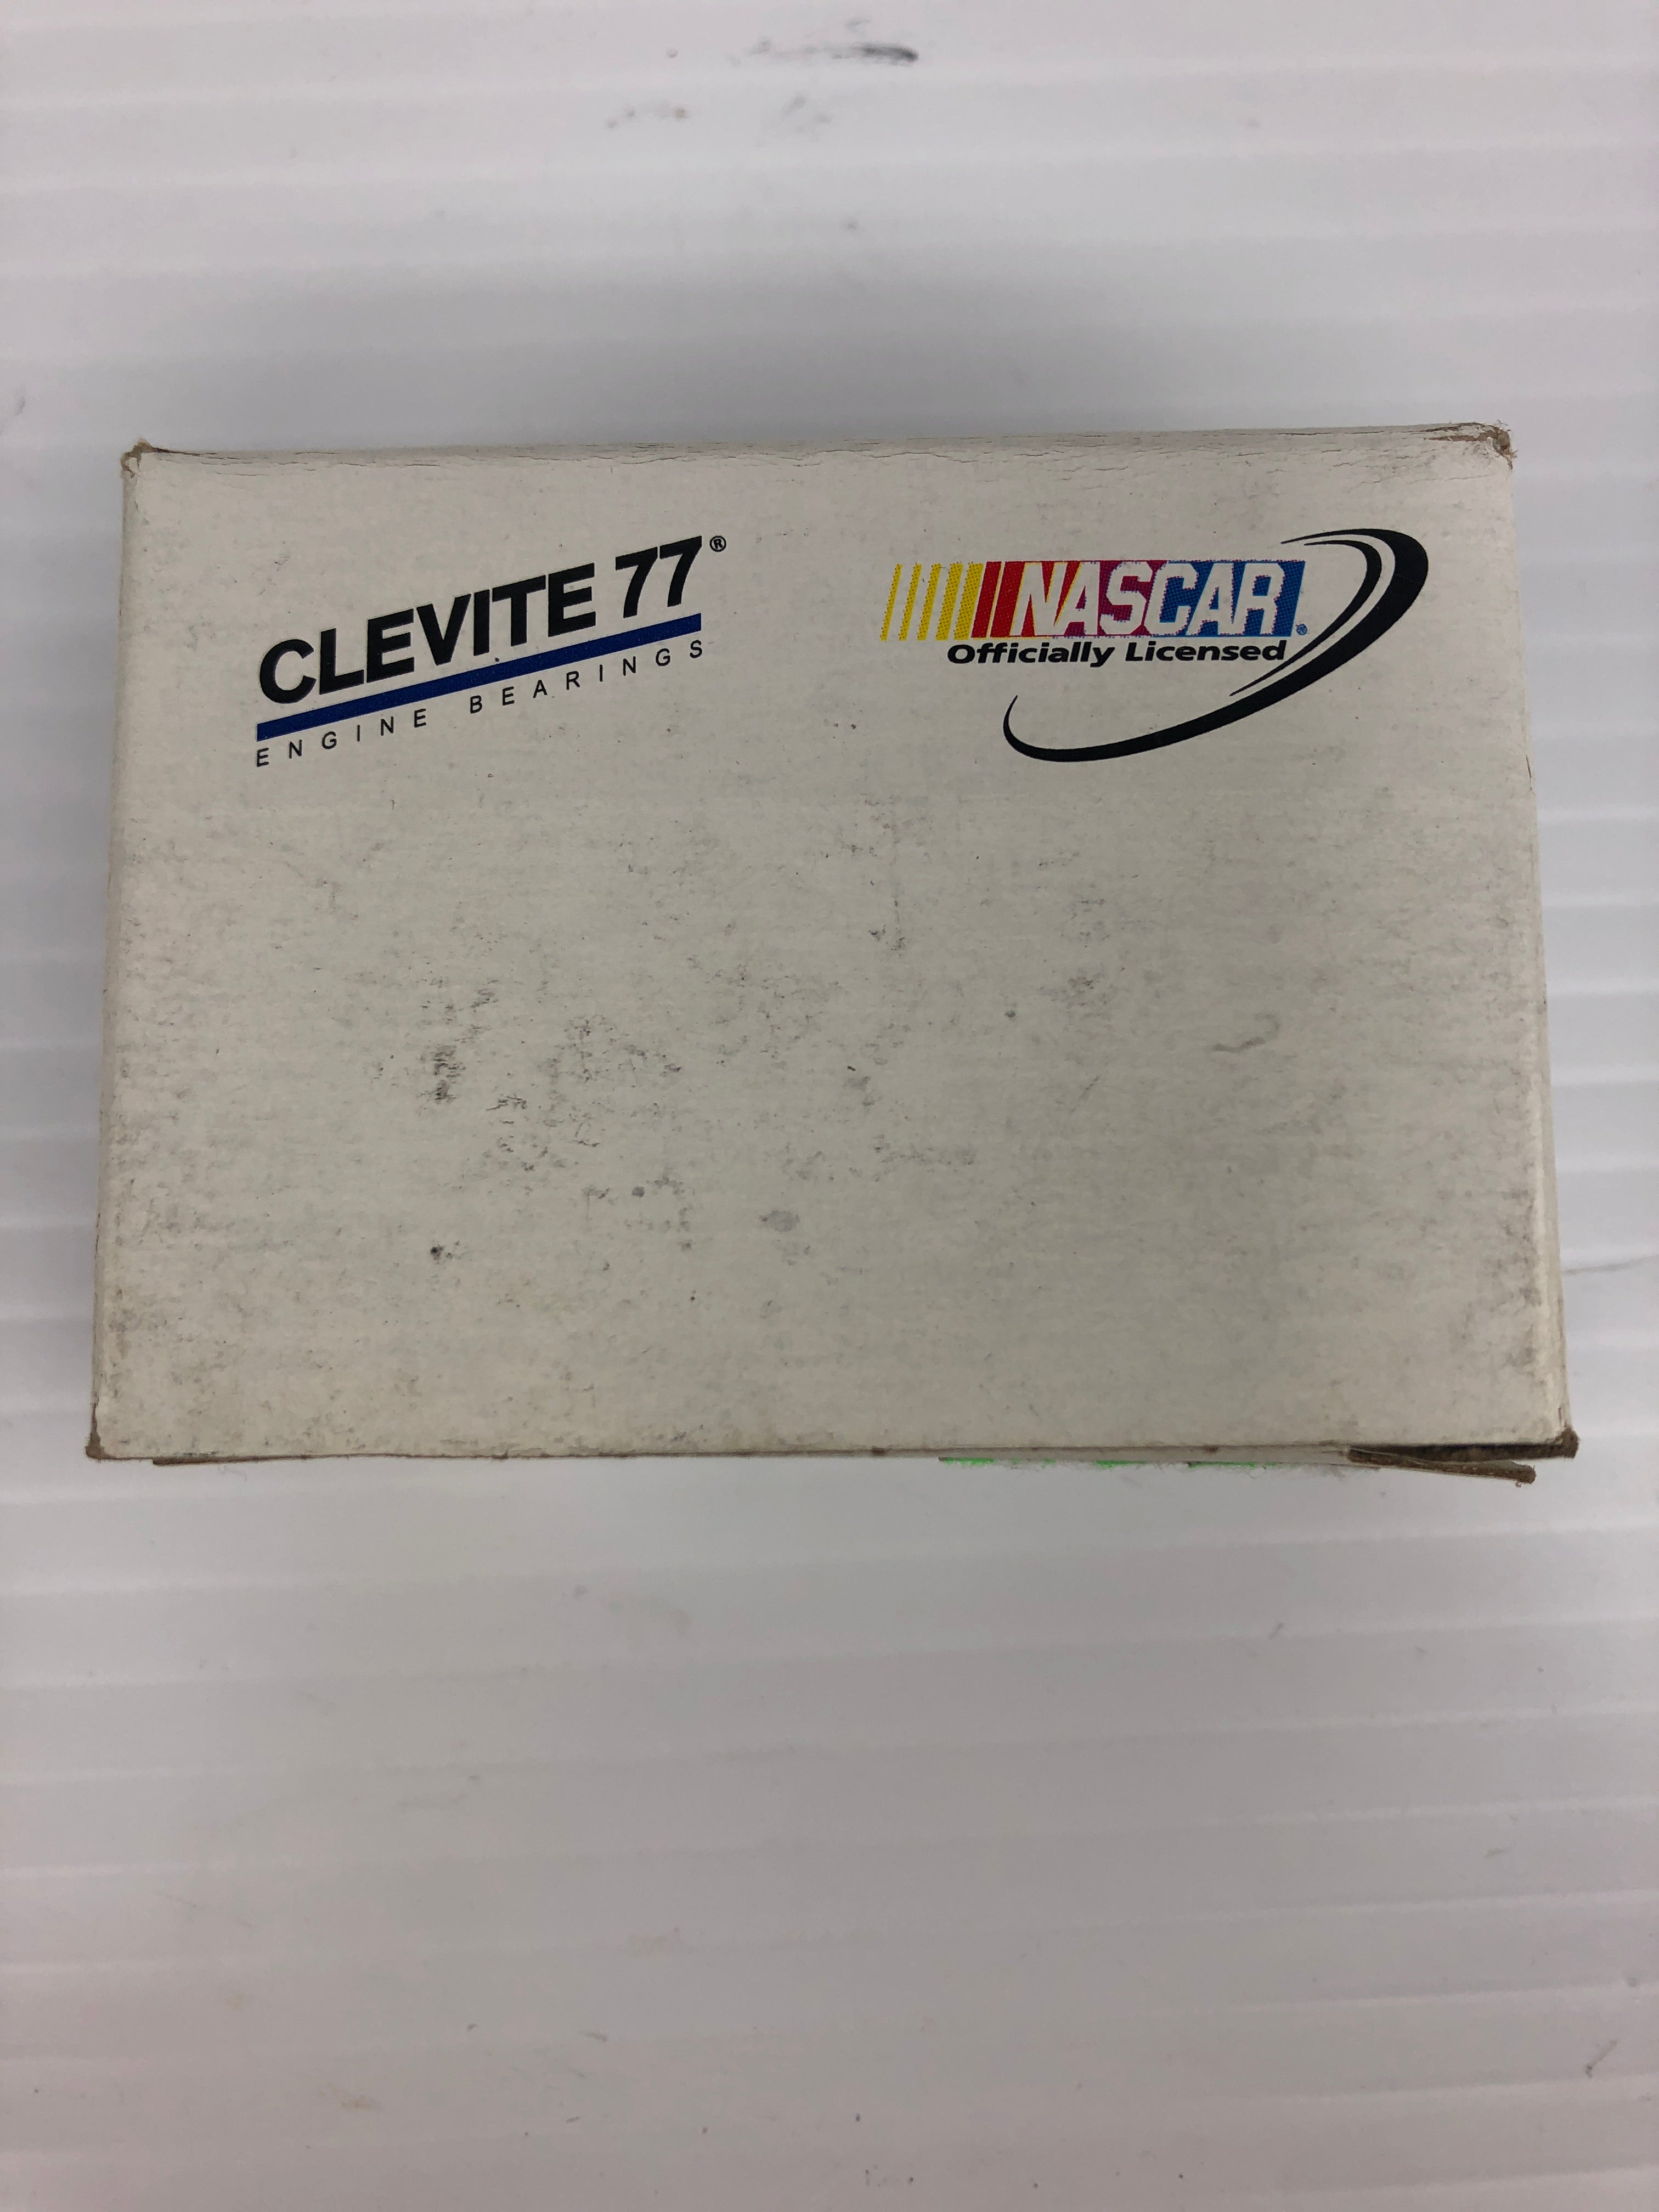 CLEVITE 77®
ENGINE BEARINGS
NASCAR®
Officially Licensed